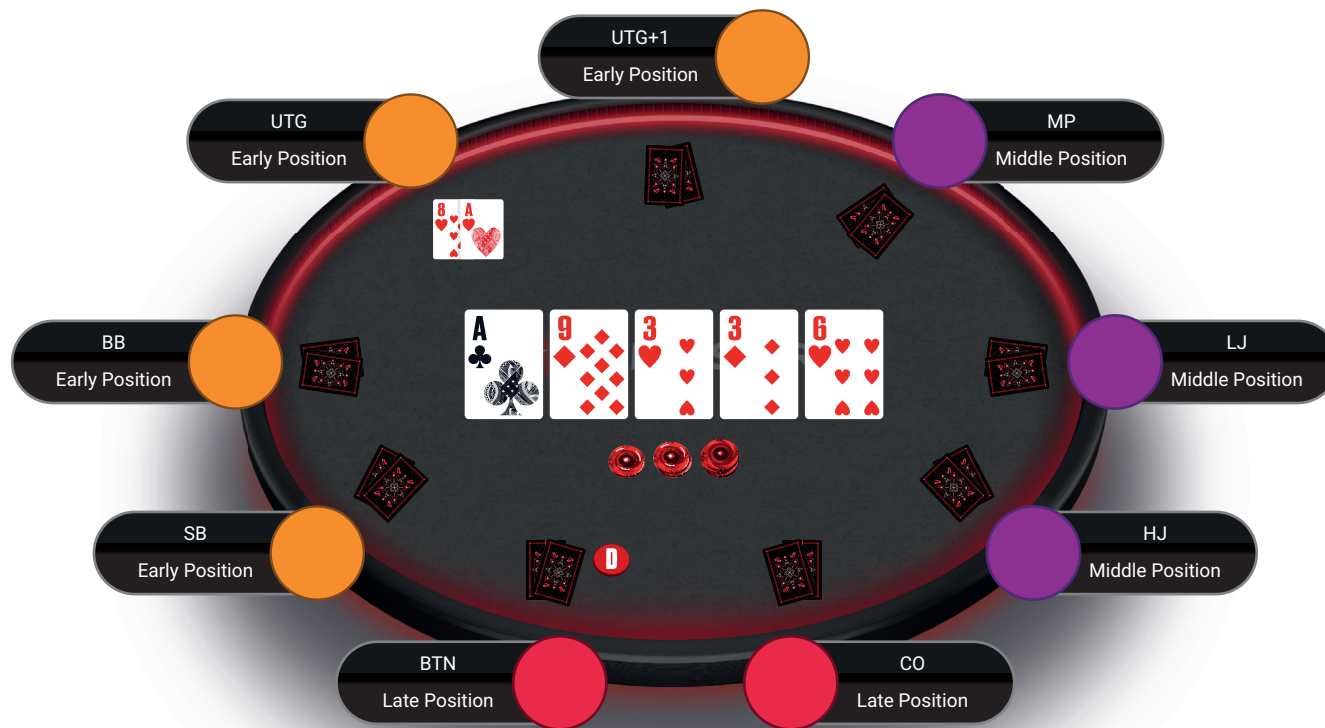 UTG+1
Early Position
UTG
Early Position
MP
Middle Position
8 A
BB
Early Position
A 9 3 3 6
LJ
Middle Position
SB
Early Position
HJ
Middle Position
D
BTN
Late Position
CO
Late Position